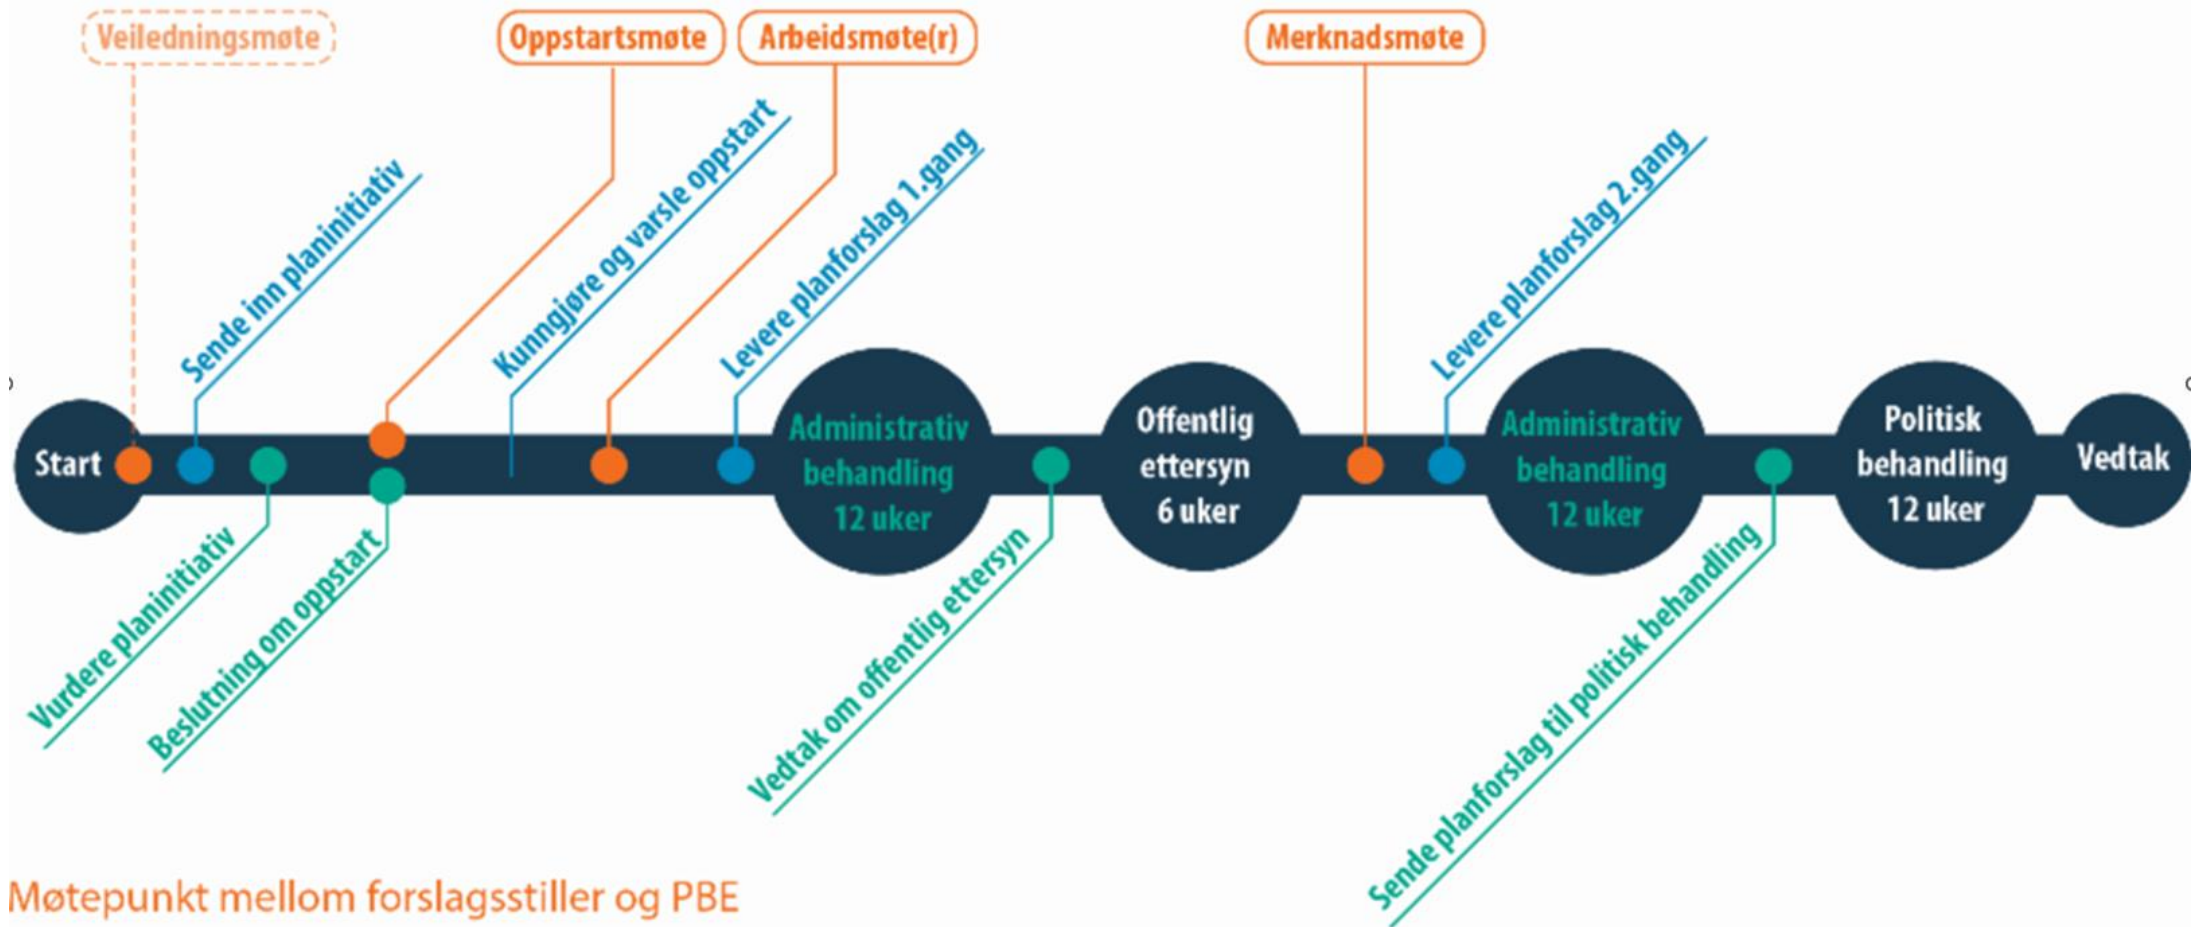 Veiledningsmøte
Oppstartsmøte
Arbeidsmøte(r)
Merknadsmøte
Sende inn planinitiativ
Kunngjøre og varsle oppstart
Levere planforslag 1.gang
Levere planforslag 2.gang
Start
Administrativ
behandling
12 uker
Offentlig
ettersyn
6 uker
Administrativ
behandling
12 uker
Politisk
behandling
12 uker
Vedtak
Vurdere planinitiativ
Beslutning om oppstart
Vedtak om offentlig ettersyn
Sende planforslag til politisk behandling
Møtepunkt mellom forslagsstiller og PBE